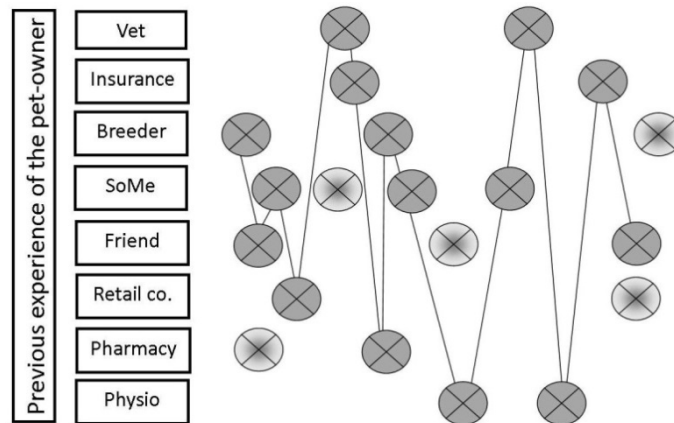 Previous experience of the pet-owner
Vet
Insurance
Breeder
SoMe
Friend
Retail co.
Pharmacy
Physio